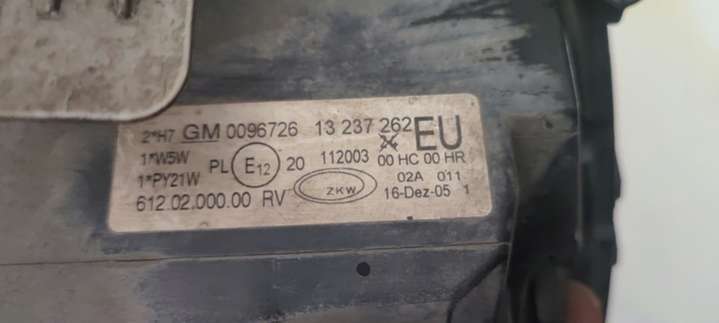 2*H7 GM 0096726 13 237 262 EU
1*W5W PL E12 20 112003 00 HC 00 HR
1*PY21W ZKW 02A 011
612.02.000.00 RV 16-Dez-05 1